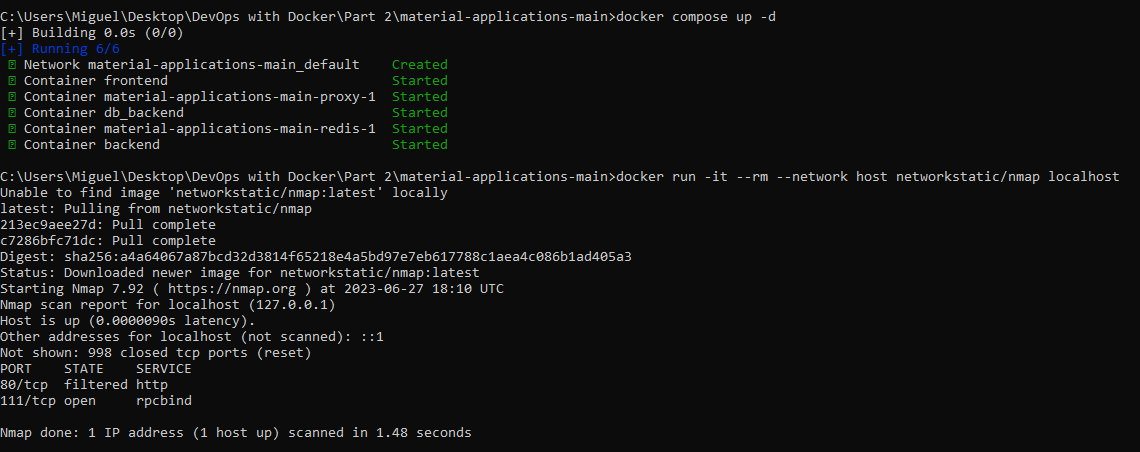 C:\Users\Miguel\Desktop\DevOps with Docker\Part 2\material-applications-main>docker compose up -d
[+] Building 0.0s (0/0)
[+] Running 6/6
Network material-applications-main_default Created
Container frontend Started
Container material-applications-main-proxy-1 Started
Container db_backend Started
Container material-applications-main-redis-1 Started
Container backend Started
C:\Users\Miguel\Desktop\DevOps with Docker\Part 2\material-applications-main>docker run -it --rm --network host networkstatic/nmap localhost
Unable to find image 'networkstatic/nmap:latest' locally
latest: Pulling from networkstatic/nmap
213ec9aee27d: Pull complete
c7286bfc71dc: Pull complete
Digest: sha256:a4a64067a87bcd32d3814f65218e4a5bd97e7eb617788c1aea4c086b1ad405a3
Status: Downloaded newer image for networkstatic/nmap:latest
Starting Nmap 7.92 ( https://nmap.org ) at 2023-06-27 18:10 UTC
Nmap scan report for localhost (127.0.0.1)
Host is up (0.0000090s latency).
Other addresses for localhost (not scanned): ::1
Not shown: 998 closed tcp ports (reset)
PORT STATE SERVICE
80/tcp filtered http
111/tcp open rpcbind
Nmap done: 1 IP address (1 host up) scanned in 1.48 seconds